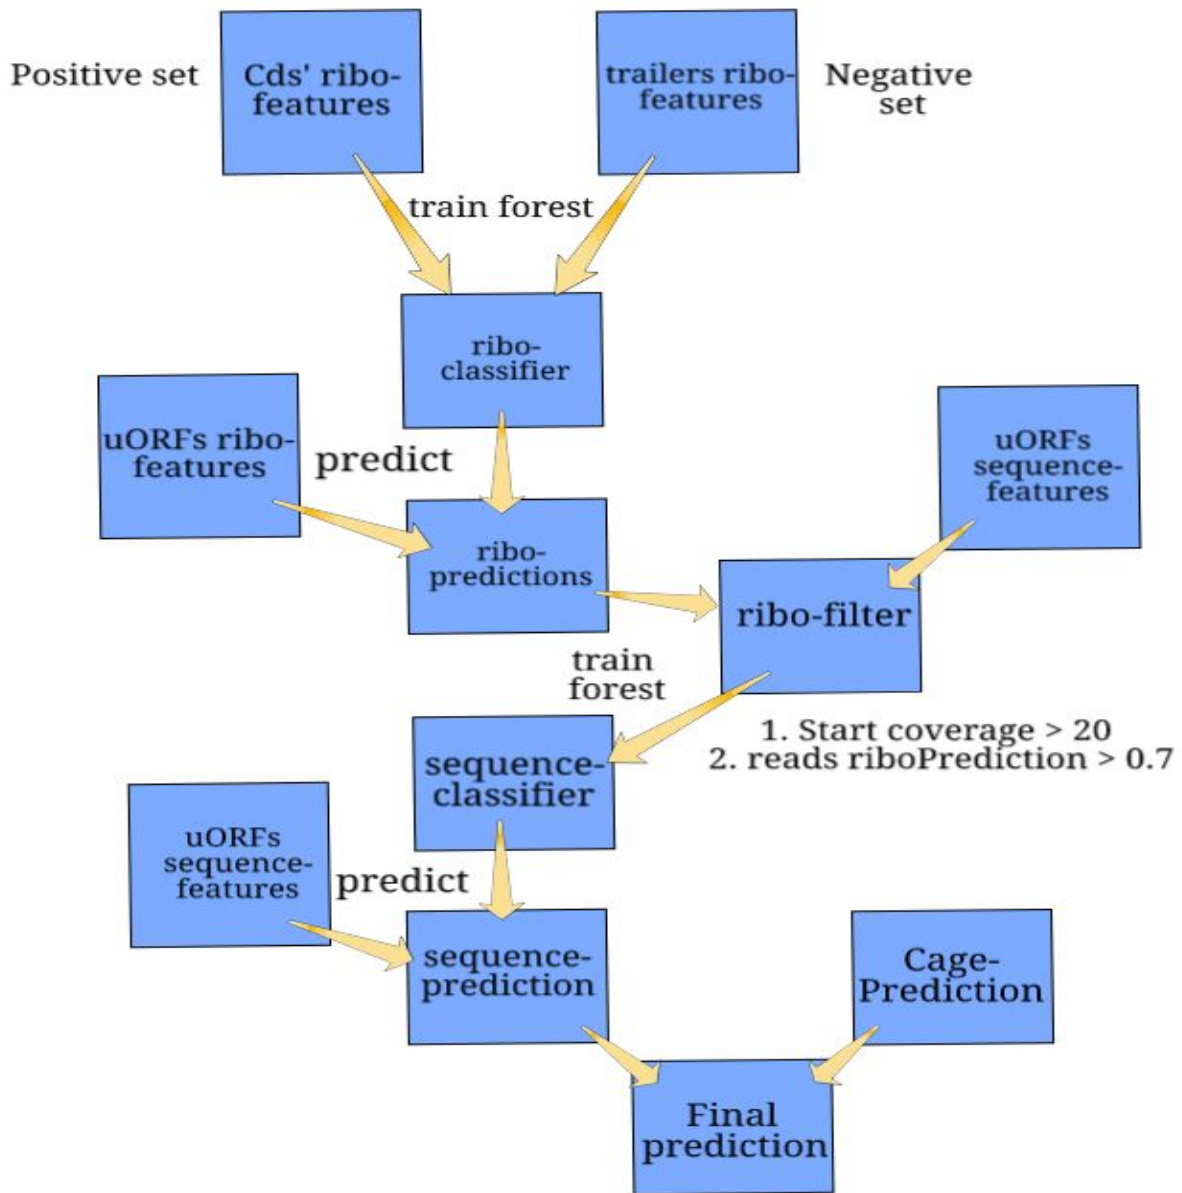 Positive set
Cds' ribo-
features
trailers ribo-
features
Negative
set
train forest
ribo-
classifier
uORFs ribo-
features
predict
uORFs
sequence-
features
ribo-
predictions
ribo-filter
train
forest
1. Start coverage > 20
2. reads riboPrediction > 0.7
sequence-
classifier
uORFs
sequence-
features
predict
sequence-
prediction
Cage-
Prediction
Final
prediction